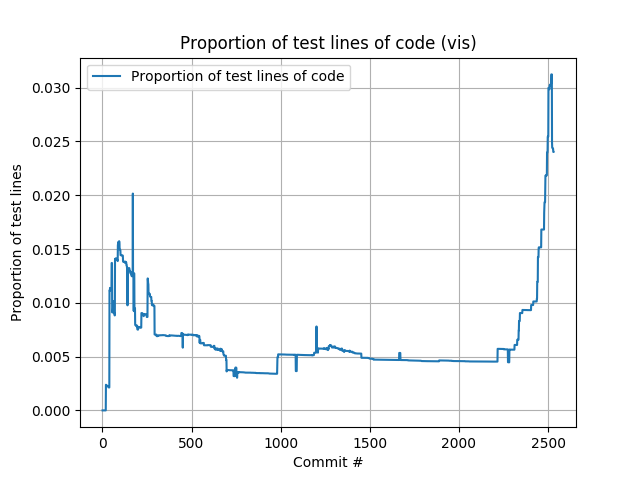 Proportion of test lines of code (vis)
Proportion of test lines of code
0.030
0.025
0.020
0.015
0.010
0.005
0.000
Proportion of test lines
0 500 1000 1500 2000 2500
Commit #